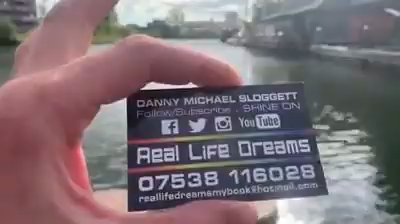 DANNY MICHAEL SLOGGETT
Follow/Subscribe - SHINE ON
YouTube
Real Life Dreams
07538 116028
reallifedreamsmybook@hotmail.com